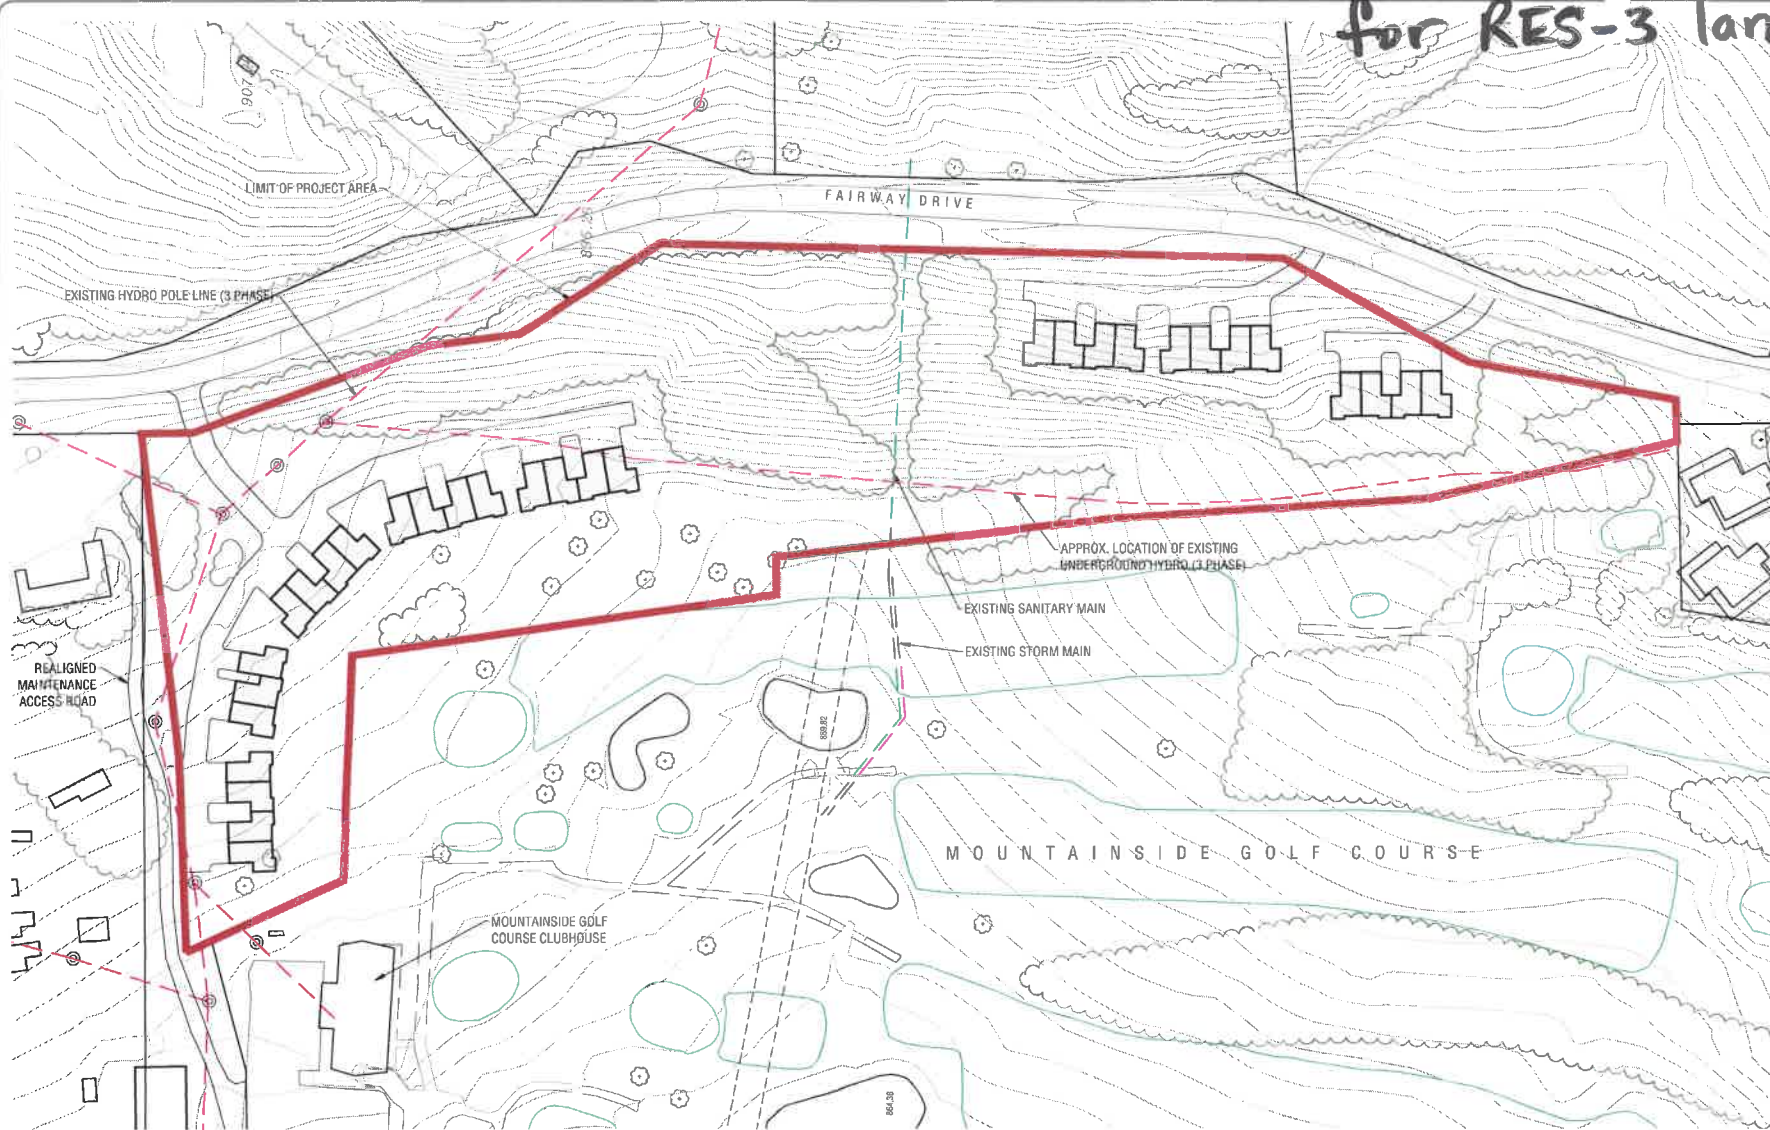 for RES-3 lan
907
LIMIT OF PROJECT AREA
FAIRWAY DRIVE
EXISTING HYDRO POLE LINE (3 PHASE)
APPROX. LOCATION OF EXISTING
UNDERGROUND HYDRO (3 PHASE)
EXISTING SANITARY MAIN
EXISTING STORM MAIN
REALIGNED
MAINTENANCE
ACCESS ROAD
869.82
MOUNTAINSIDE GOLF COURSE
MOUNTAINSIDE GOLF
COURSE CLUBHOUSE
864.38